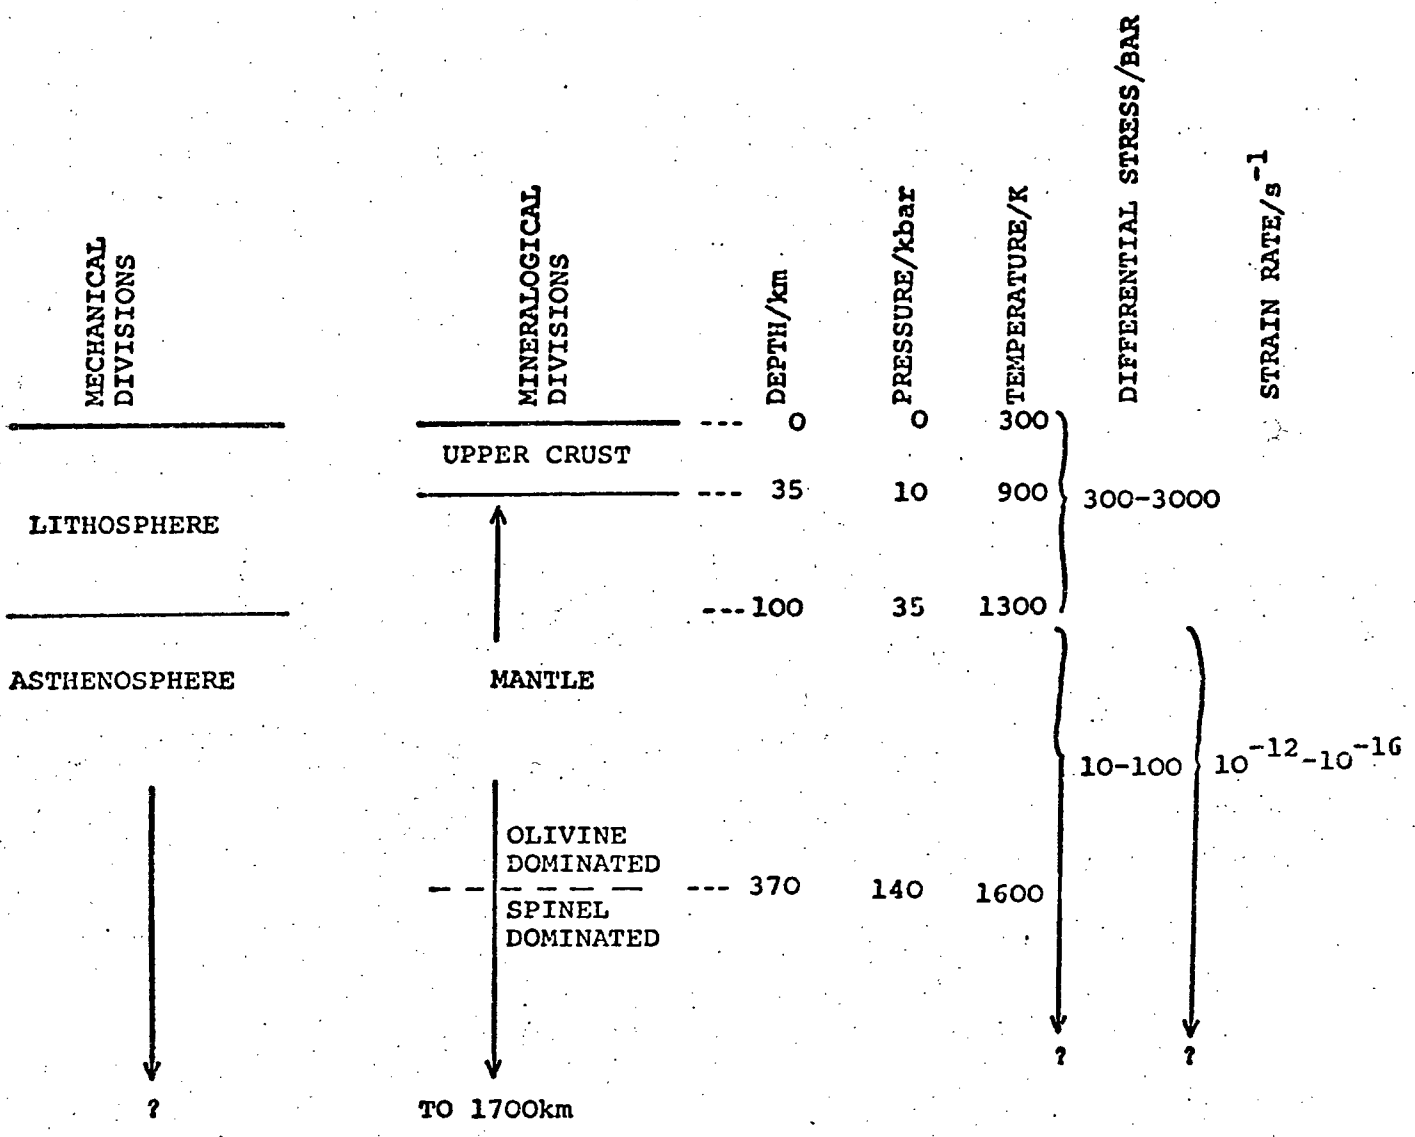 MECHANICAL
DIVISIONS
MINERALOGICAL
DIVISIONS
DEPTH/km
PRESSURE/kbar
TEMPERATURE/K
DIFFERENTIAL STRESS/BAR
STRAIN RATE/s⁻¹
--- 0 0 300
UPPER CRUST
--- 35 10 900
300-3000
LITHOSPHERE
---100 35 1300
ASTHENOSPHERE
MANTLE
10-100
10⁻¹²-10⁻¹⁶
OLIVINE
DOMINATED
--- 370 140 1600
SPINEL
DOMINATED
? ?
?
TO 1700km